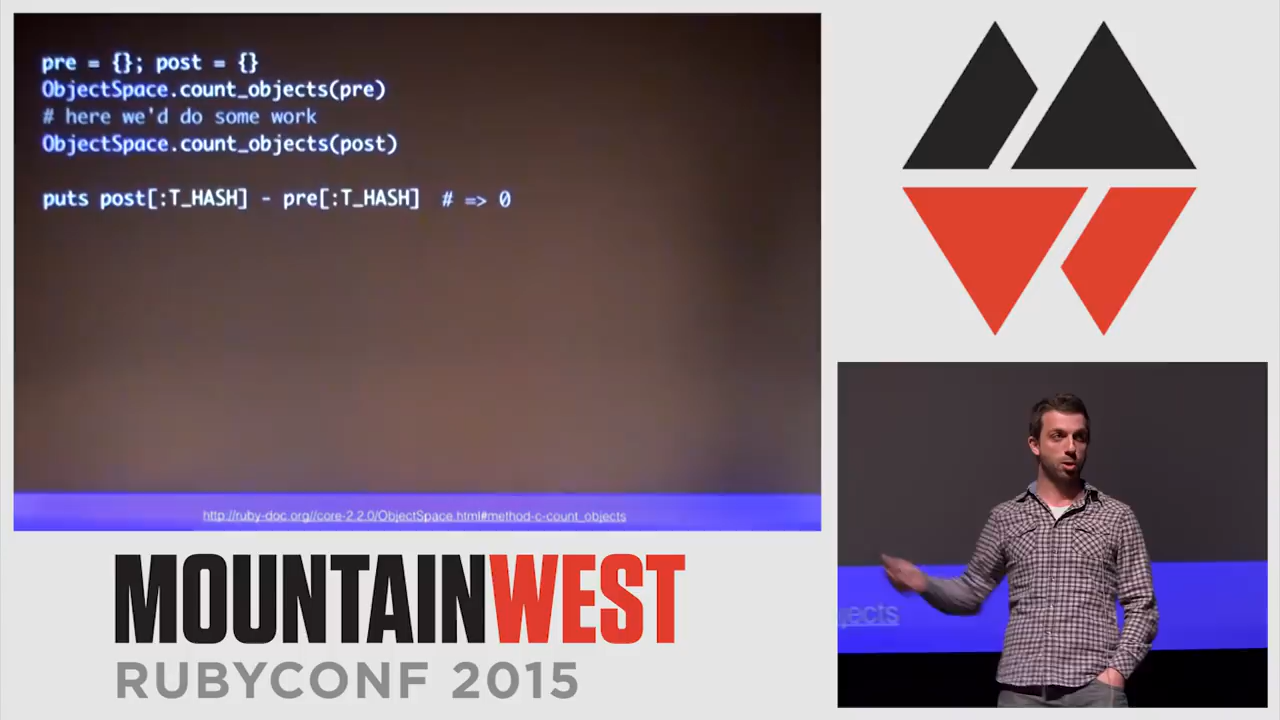 pre = {}; post = {}
ObjectSpace.count_objects(pre)
# here we'd do some work
ObjectSpace.count_objects(post)
puts post[:T_HASH] - pre[:T_HASH]  # => 0
http://ruby-doc.org//core-2.2.0/ObjectSpace.html#method-c-count_objects
jects
MOUNTAINWEST
RUBYCONF 2015